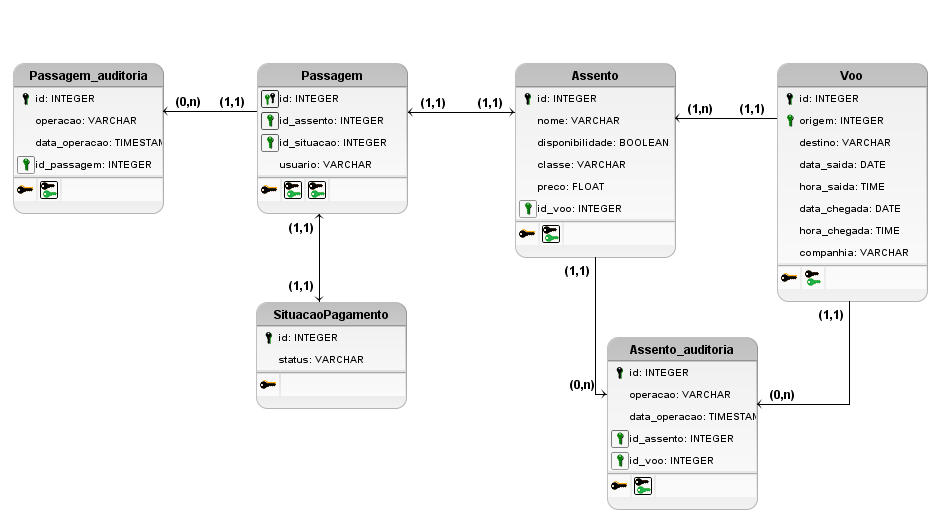 Passagem_auditoria
id: INTEGER
operacao: VARCHAR
data_operacao: TIMESTAM
id_passagem: INTEGER
(0,n)
(1,1)
Passagem
id: INTEGER
id_assento: INTEGER
id_situacao: INTEGER
usuario: VARCHAR
(1,1)
(1,1)
Assento
id: INTEGER
nome: VARCHAR
disponibilidade: BOOLEAN
classe: VARCHAR
preco: FLOAT
id_voo: INTEGER
(1,n)
(1,1)
Voo
id: INTEGER
origem: INTEGER
destino: VARCHAR
data_saida: DATE
hora_saida: TIME
data_chegada: DATE
hora_chegada: TIME
companhia: VARCHAR
(1,1)
(1,1)
SituacaoPagamento
id: INTEGER
status: VARCHAR
(1,1)
(0,n)
(1,1)
(0,n)
Assento_auditoria
id: INTEGER
operacao: VARCHAR
data_operacao: TIMESTAM
id_assento: INTEGER
id_voo: INTEGER